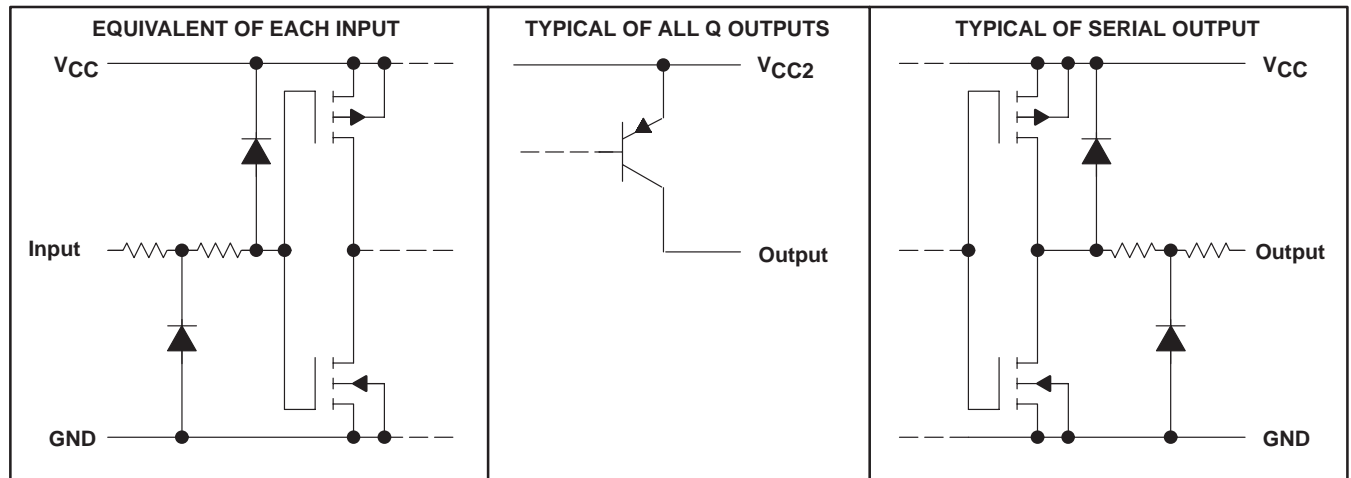 EQUIVALENT OF EACH INPUT
VCC
Input
GND
TYPICAL OF ALL Q OUTPUTS
VCC2
Output
TYPICAL OF SERIAL OUTPUT
VCC
Output
GND